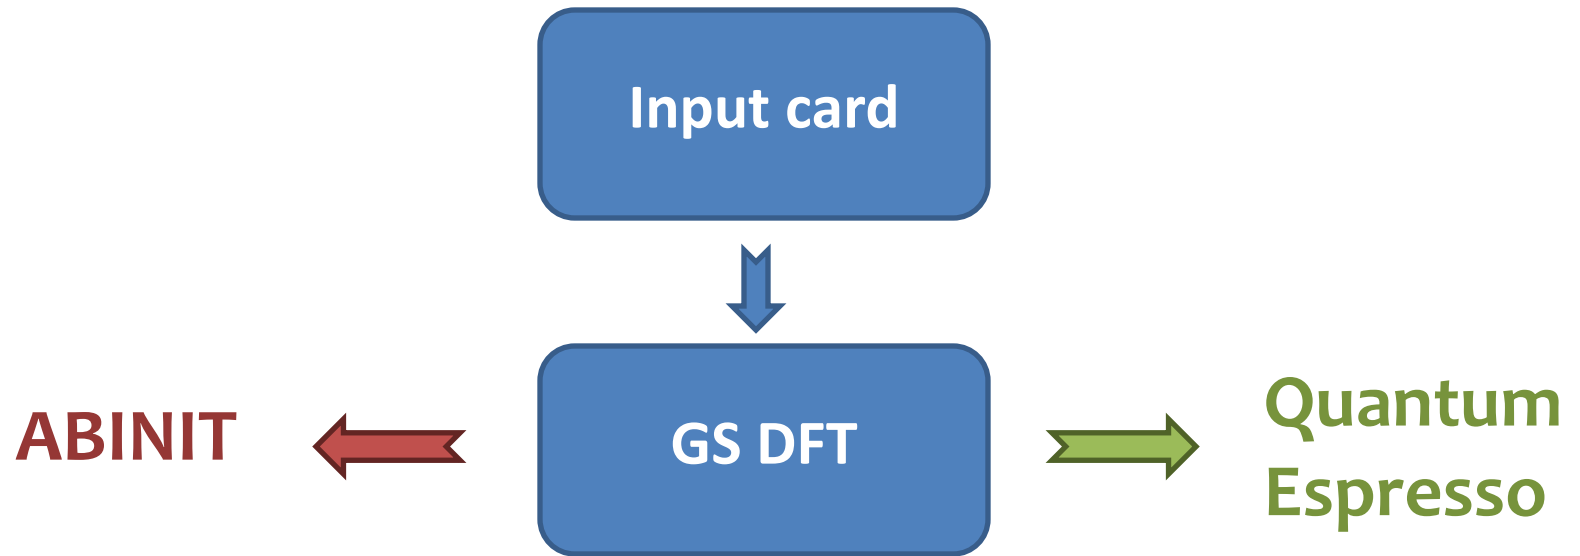 Input card
ABINIT
GS DFT
Quantum
Espresso